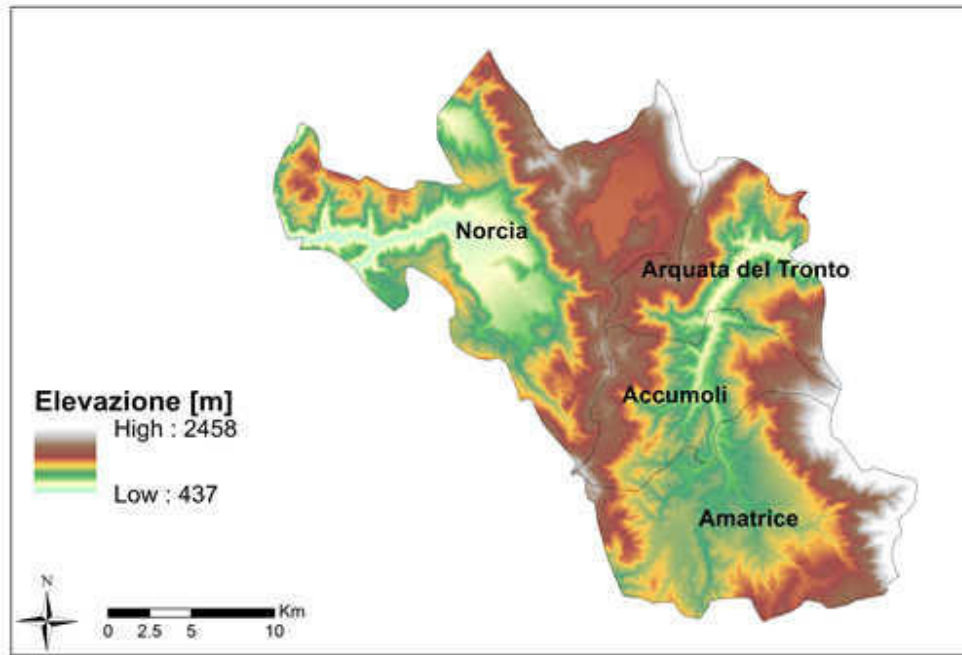 Norcia
Arquata del Tronto
Accumoli
Amatrice
Elevazione [m]
High : 2458
Low : 437
N
Km
0 2.5 5 10